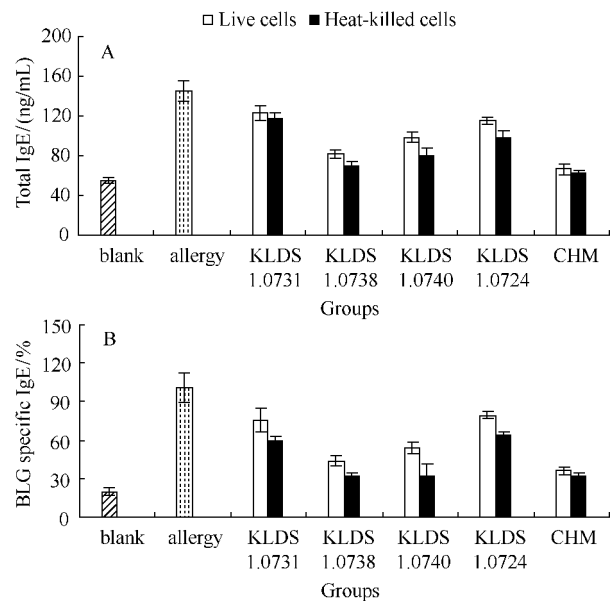 Live cells Heat-killed cells
A
Total IgE/(ng/mL)
200
160
120
80
40
0
blank allergy KLDS KLDS KLDS KLDS CHM
1.0731 1.0738 1.0740 1.0724
Groups
B
BLG specific IgE/%
150
120
90
60
30
0
blank allergy KLDS KLDS KLDS KLDS CHM
1.0731 1.0738 1.0740 1.0724
Groups